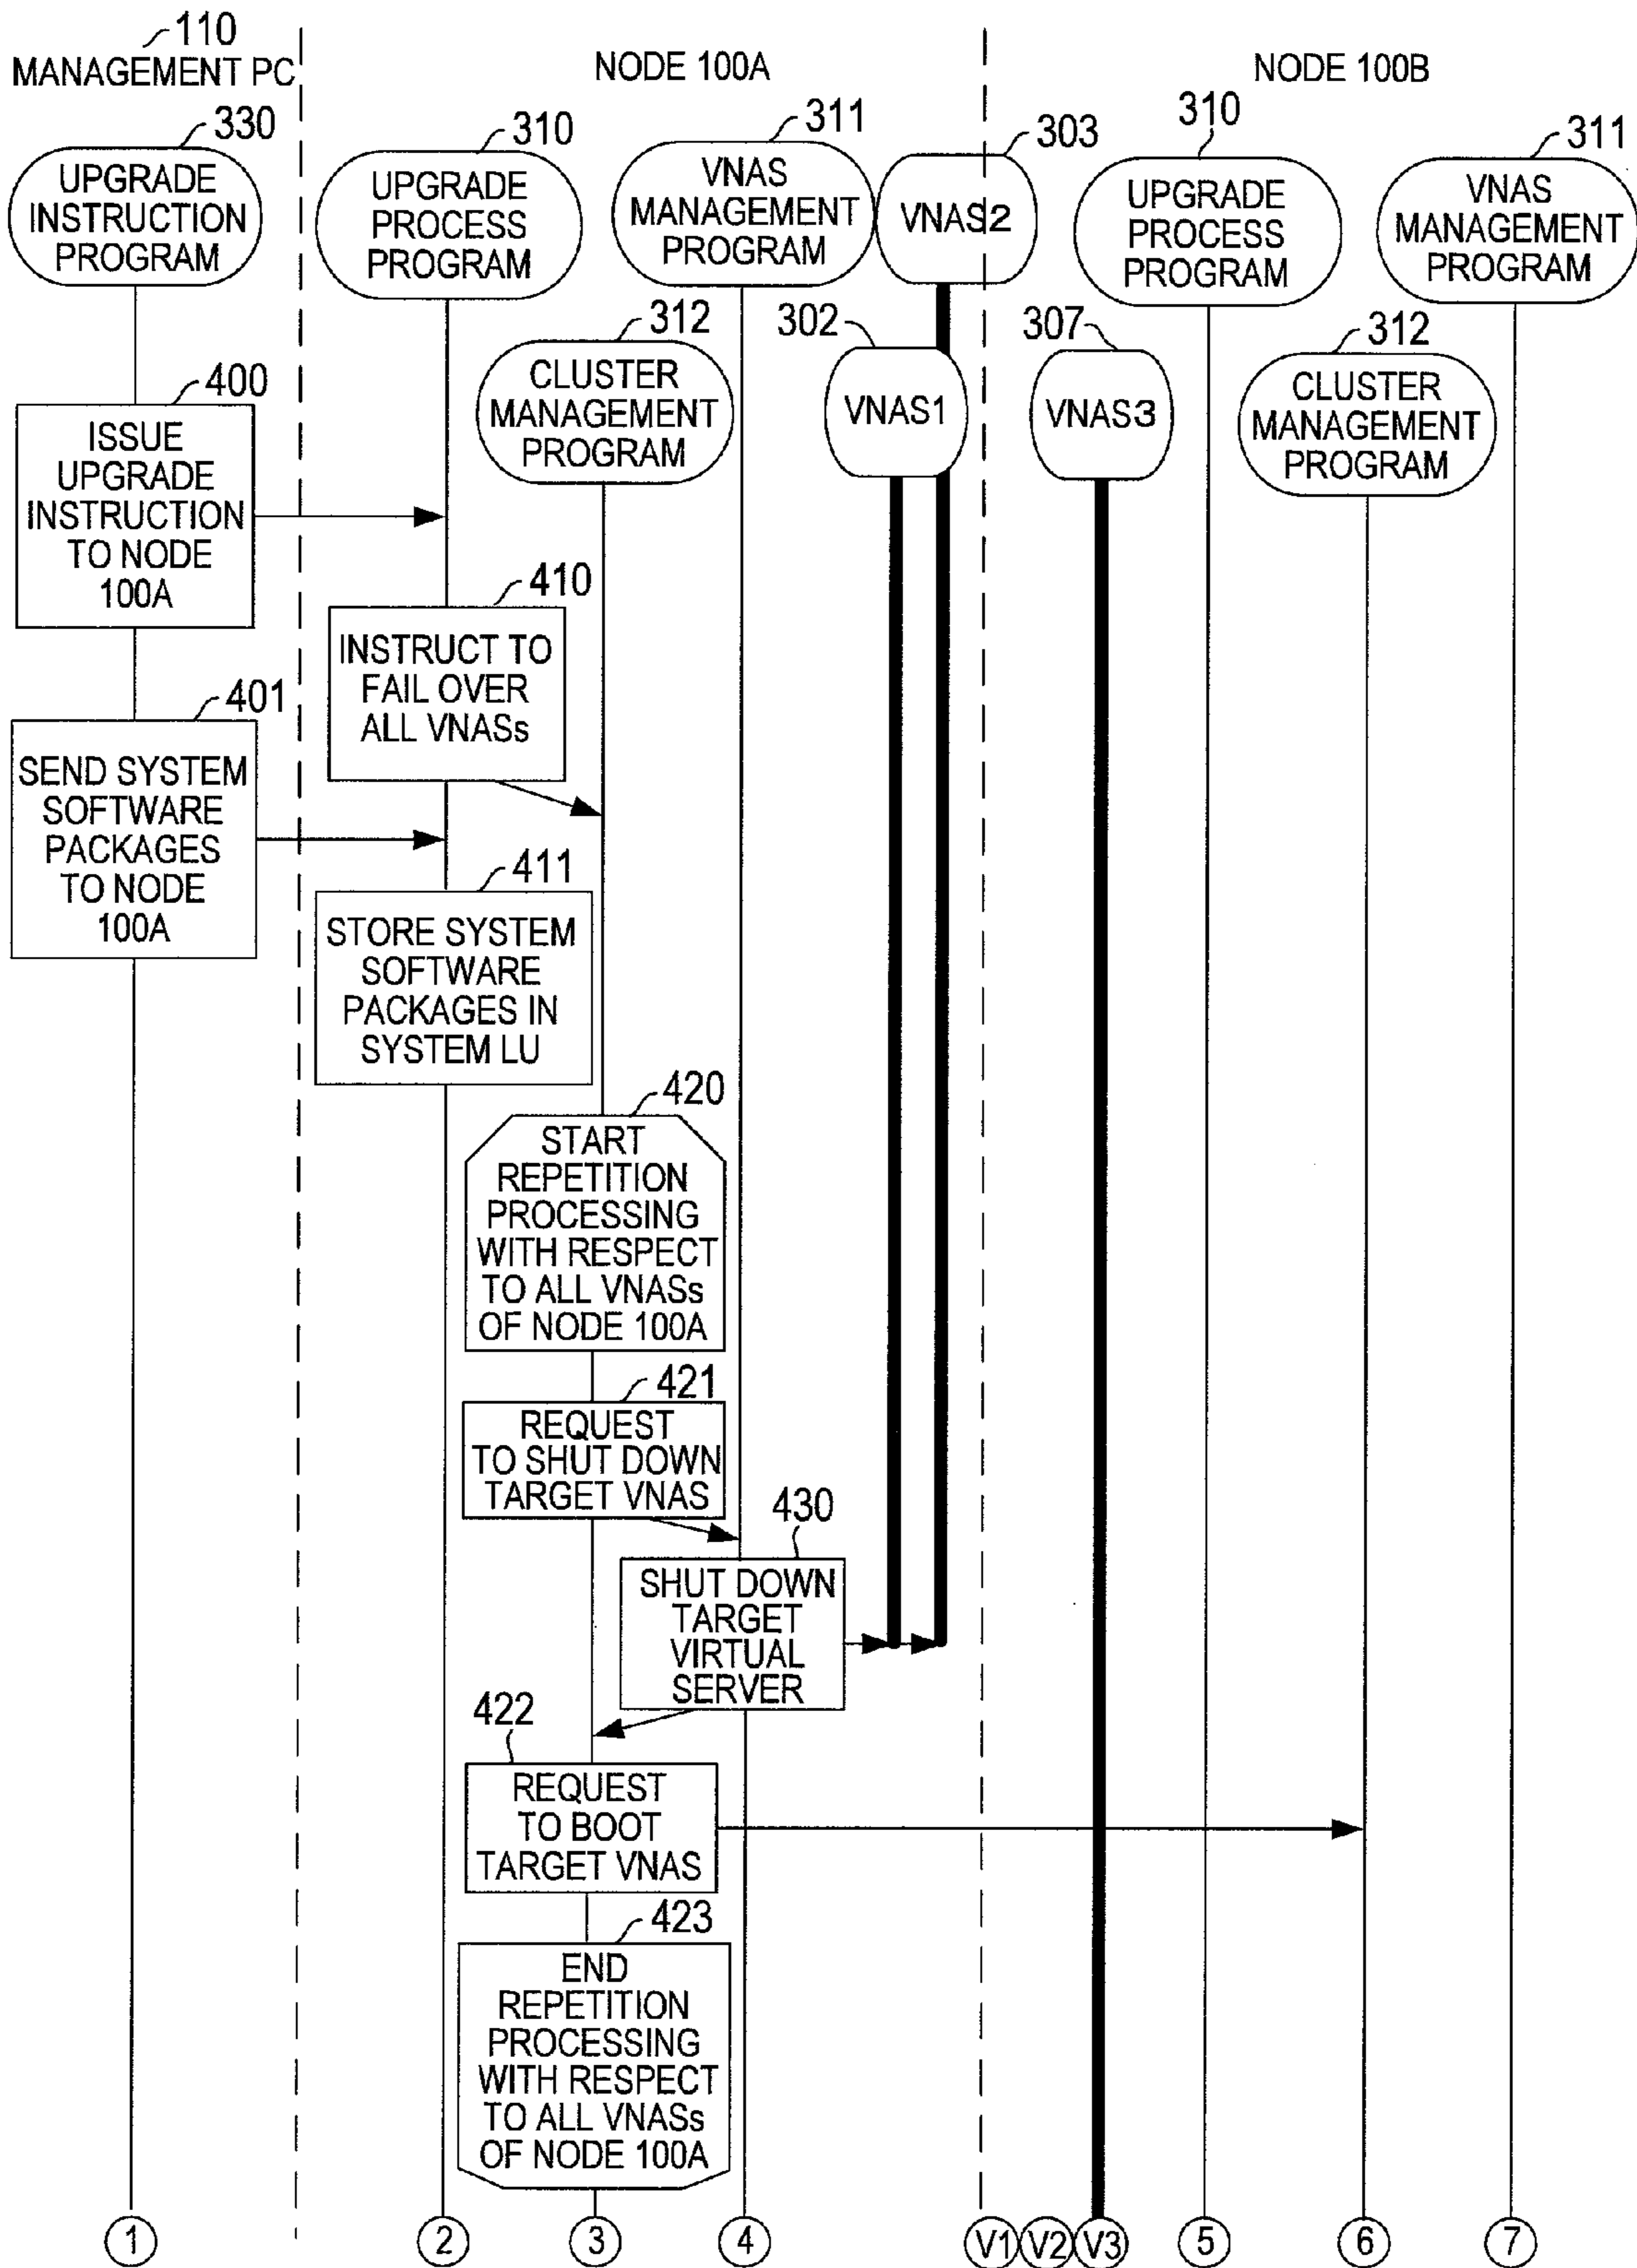 110
MANAGEMENT PC
NODE 100A
NODE 100B
330
UPGRADE
INSTRUCTION
PROGRAM
310
UPGRADE
PROCESS
PROGRAM
311
VNAS
MANAGEMENT
PROGRAM
303
VNAS2
310
UPGRADE
PROCESS
PROGRAM
311
VNAS
MANAGEMENT
PROGRAM
312
CLUSTER
MANAGEMENT
PROGRAM
302
VNAS1
307
VNAS3
312
CLUSTER
MANAGEMENT
PROGRAM
400
ISSUE
UPGRADE
INSTRUCTION
TO NODE
100A
410
INSTRUCT TO
FAIL OVER
ALL VNASs
401
SEND SYSTEM
SOFTWARE
PACKAGES
TO NODE
100A
411
STORE SYSTEM
SOFTWARE
PACKAGES IN
SYSTEM LU
420
START
REPETITION
PROCESSING
WITH RESPECT
TO ALL VNASs
OF NODE 100A
421
REQUEST
TO SHUT DOWN
TARGET VNAS
430
SHUT DOWN
TARGET
VIRTUAL
SERVER
422
REQUEST
TO BOOT
TARGET VNAS
423
END
REPETITION
PROCESSING
WITH RESPECT
TO ALL VNASs
OF NODE 100A
1
2
3
4
V1
V2
V3
5
6
7